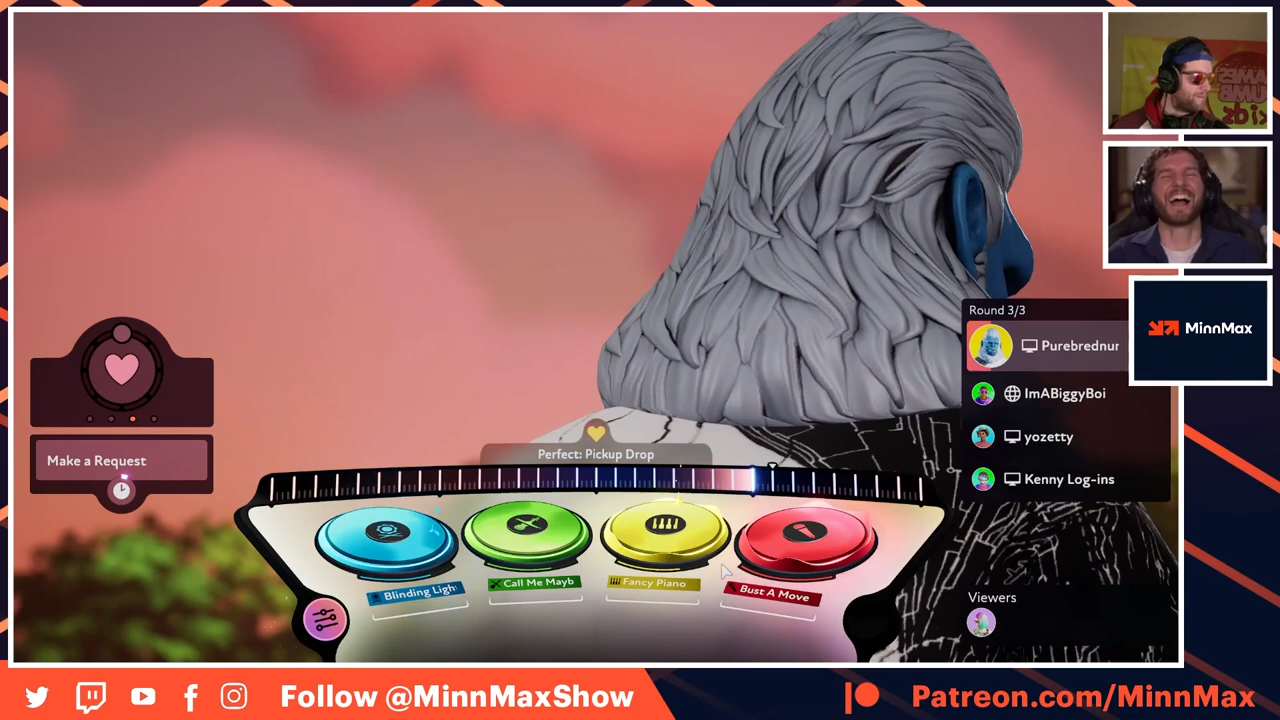 Round 3/3
Purebrednur
ImABiggyBoi
yozetty
Kenny Log-ins
MinnMax
Make a Request
Perfect: Pickup Drop
Blinding Ligh
Call Me Mayb
Fancy Piano
Bust A Move
Viewers
Follow @MinnMaxShow
Patreon.com/MinnMax